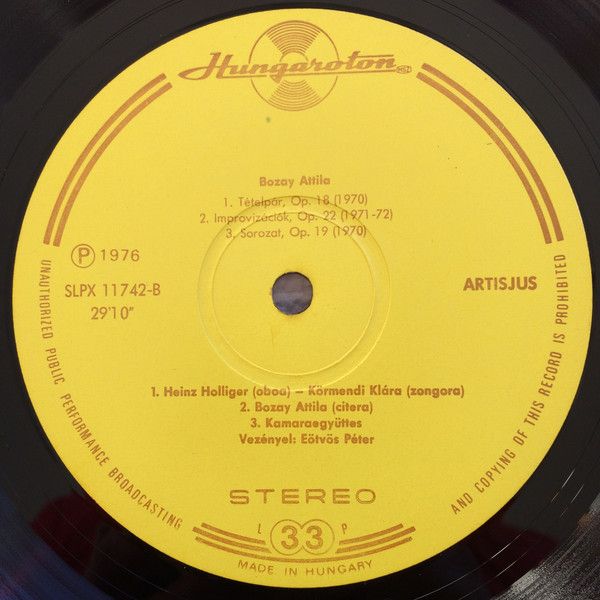 Hungaroton
Bozay Attila
1. Tételpár, Op. 18 (1970)
2. Improvizációk, Op. 22 (1971-72)
3. Sorozat, Op. 19 (1970)
Ⓟ 1976
SLPX 11742-B
29'10"
ARTISJUS
1. Heinz Holliger (oboa) – Körmendi Klára (zongora)
2. Bozay Attila (citera)
3. Kamaraegyüttes
Vezényel: Eötvös Péter
STEREO
L 33 P
MADE IN HUNGARY
UNAUTHORIZED PUBLIC PERFORMANCE BROADCASTING
AND COPYING OF THIS RECORD IS PROHIBITED